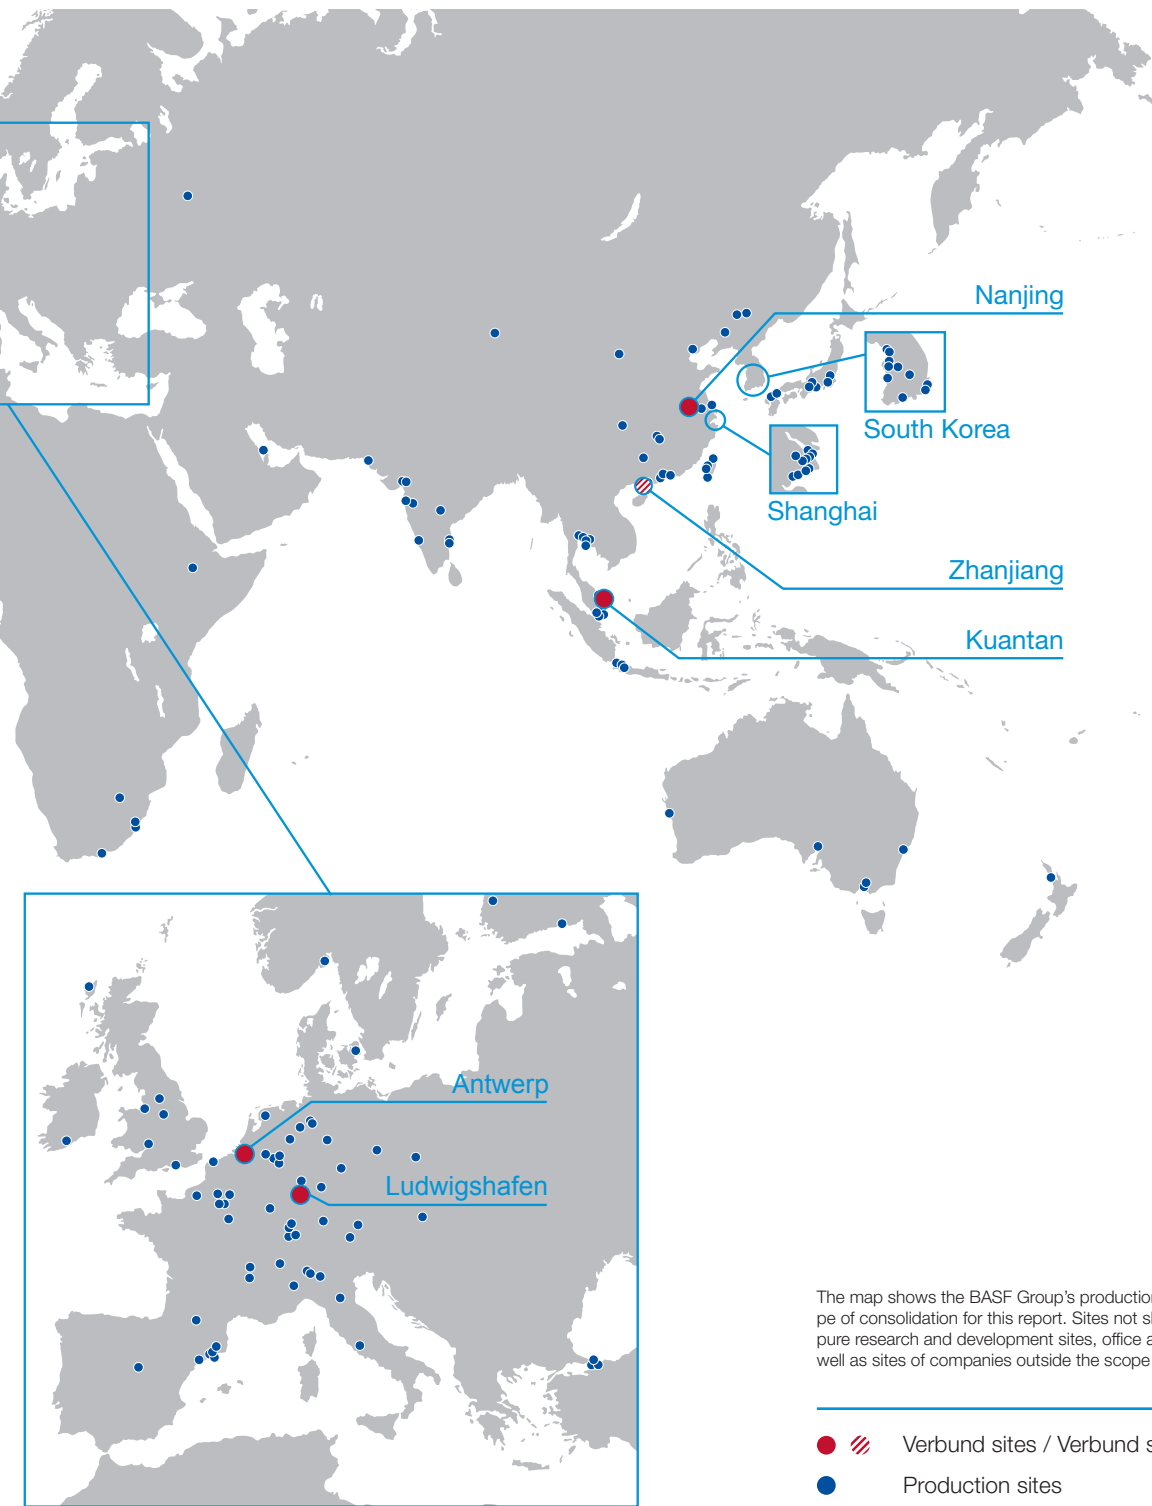 Nanjing
South Korea
Shanghai
Zhanjiang
Kuantan
Antwerp
Ludwigshafen
The map shows the BASF Group's production
pe of consolidation for this report. Sites not
pure research and development sites, office
well as sites of companies outside the scope
Verbund sites / Verbund
Production sites